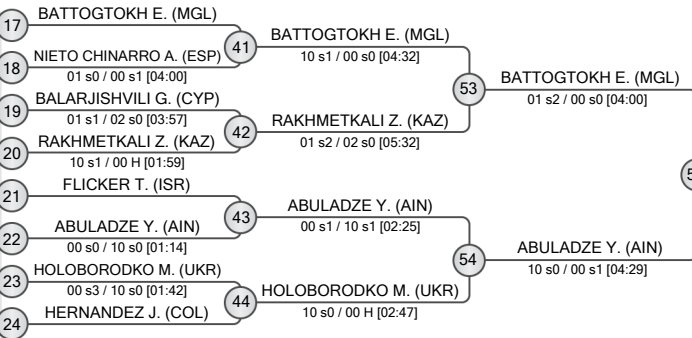 17
BATTOGTOKH E. (MGL)
18
NIETO CHINARRO A. (ESP)
01 s0 / 00 s1 [04:00]
19
BALARJISHVILI G. (CYP)
01 s1 / 02 s0 [03:57]
20
RAKHMETKALI Z. (KAZ)
10 s1 / 00 H [01:59]
21
FLICKER T. (ISR)
22
ABULADZE Y. (AIN)
00 s0 / 10 s0 [01:14]
23
HOLOBORODKO M. (UKR)
00 s3 / 10 s0 [01:42]
24
HERNANDEZ J. (COL)
41
BATTOGTOKH E. (MGL)
10 s1 / 00 s0 [04:32]
42
RAKHMETKALI Z. (KAZ)
01 s2 / 02 s0 [05:32]
43
ABULADZE Y. (AIN)
00 s1 / 10 s1 [02:25]
44
HOLOBORODKO M. (UKR)
10 s0 / 00 H [02:47]
53
BATTOGTOKH E. (MGL)
01 s2 / 00 s0 [04:00]
54
ABULADZE Y. (AIN)
10 s0 / 00 s1 [04:29]